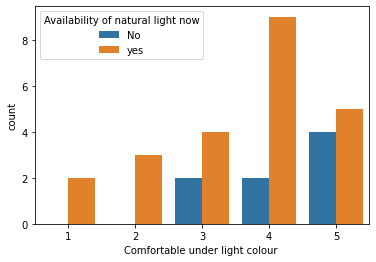 Availability of natural light now
No
yes
8
6
4
2
0
count
1 2 3 4 5
Comfortable under light colour